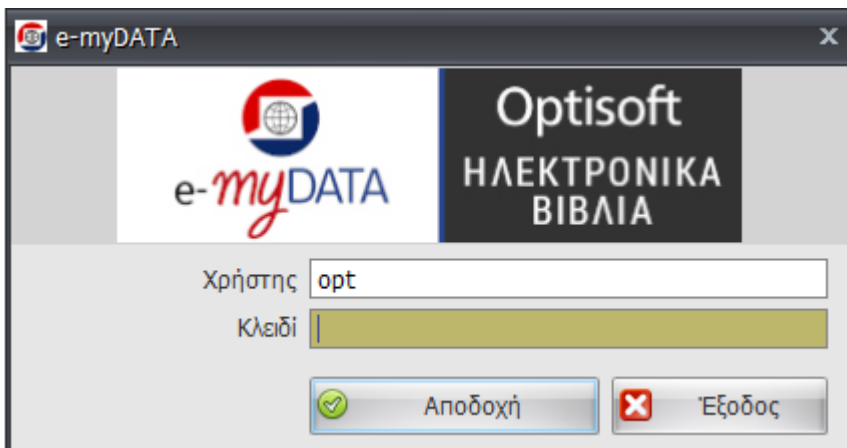 e-myDATA
e-myDATA
Optisoft
ΗΛΕΚΤΡΟΝΙΚΑ
ΒΙΒΛΙΑ
Χρήστης opt
Κλειδί
Αποδοχή Έξοδος